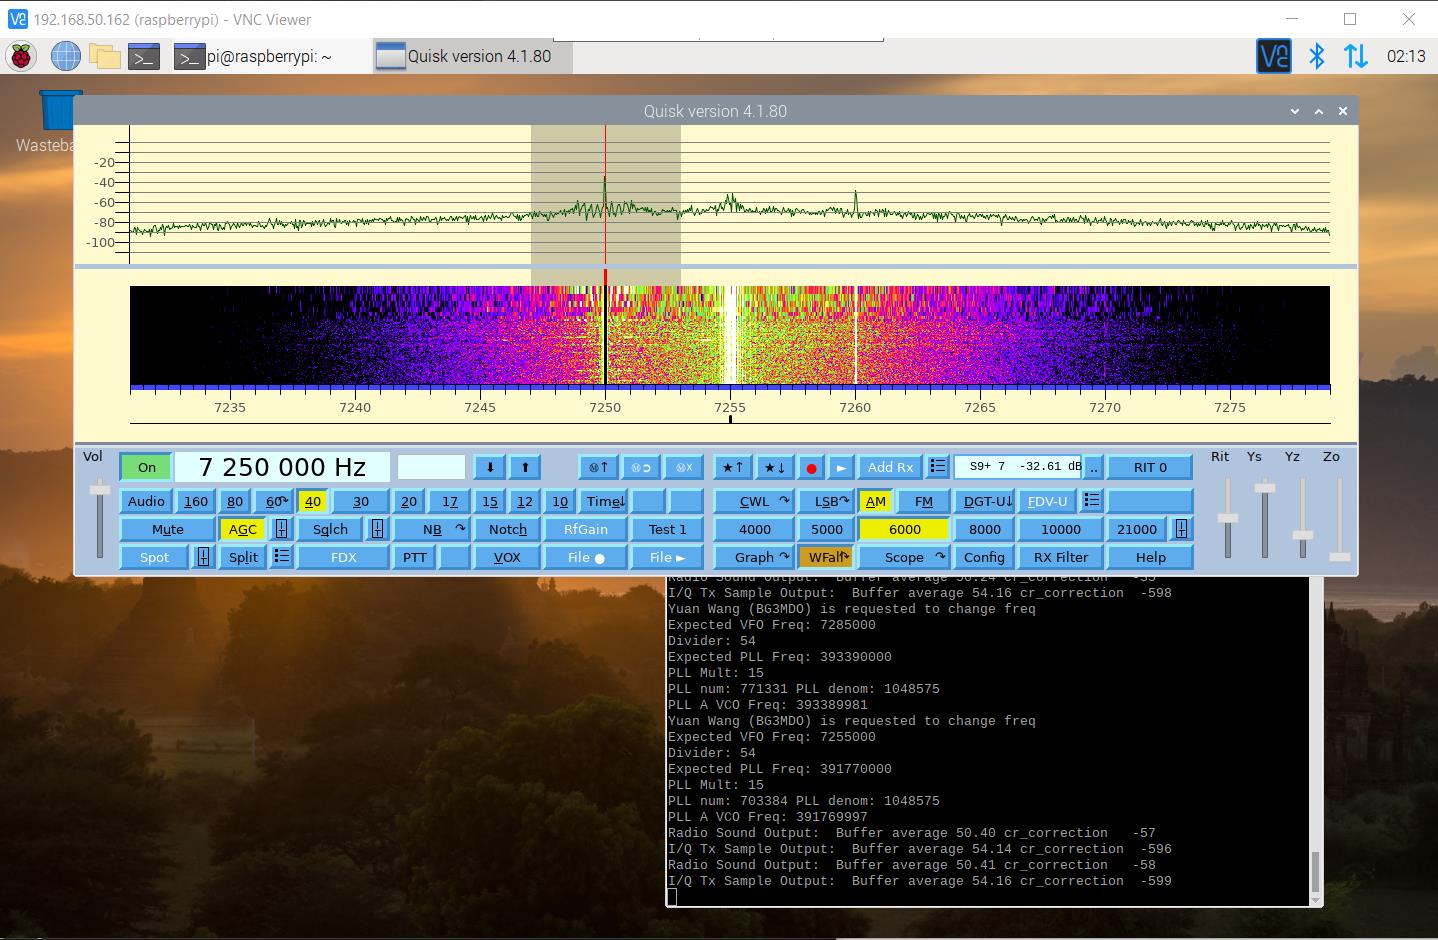 192.168.50.162 (raspberrypi) - VNC Viewer
pi@raspberrypi: ~ Quisk version 4.1.80 02:13
Quisk version 4.1.80
-20
-40
-60
-80
-100
7235 7240 7245 7250 7255 7260 7265 7270 7275
Vol On 7 250 000 Hz Add Rx S9+ 7 -32.61 dB .. RIT 0 Rit Ys Yz Zo
Audio 160 80 60 40 30 20 17 15 12 10 Time CWL LSB AM FM DGT-U FDV-U
Mute AGC Sqlch NB Notch RfGain Test 1 4000 5000 6000 8000 10000 21000
Spot Split FDX PTT VOX File ● File ► Graph WFall Scope Config RX Filter Help
Radio Sound Output: Buffer average 50.24 cr_correction -55
I/Q Tx Sample Output: Buffer average 54.16 cr_correction -598
Yuan Wang (BG3MDO) is requested to change freq
Expected VFO Freq: 7285000
Divider: 54
Expected PLL Freq: 393390000
PLL Mult: 15
PLL num: 771331 PLL denom: 1048575
PLL A VCO Freq: 393389981
Yuan Wang (BG3MDO) is requested to change freq
Expected VFO Freq: 7255000
Divider: 54
Expected PLL Freq: 391770000
PLL Mult: 15
PLL num: 703384 PLL denom: 1048575
PLL A VCO Freq: 391769997
Radio Sound Output: Buffer average 50.40 cr_correction -57
I/Q Tx Sample Output: Buffer average 54.14 cr_correction -596
Radio Sound Output: Buffer average 50.41 cr_correction -58
I/Q Tx Sample Output: Buffer average 54.16 cr_correction -599